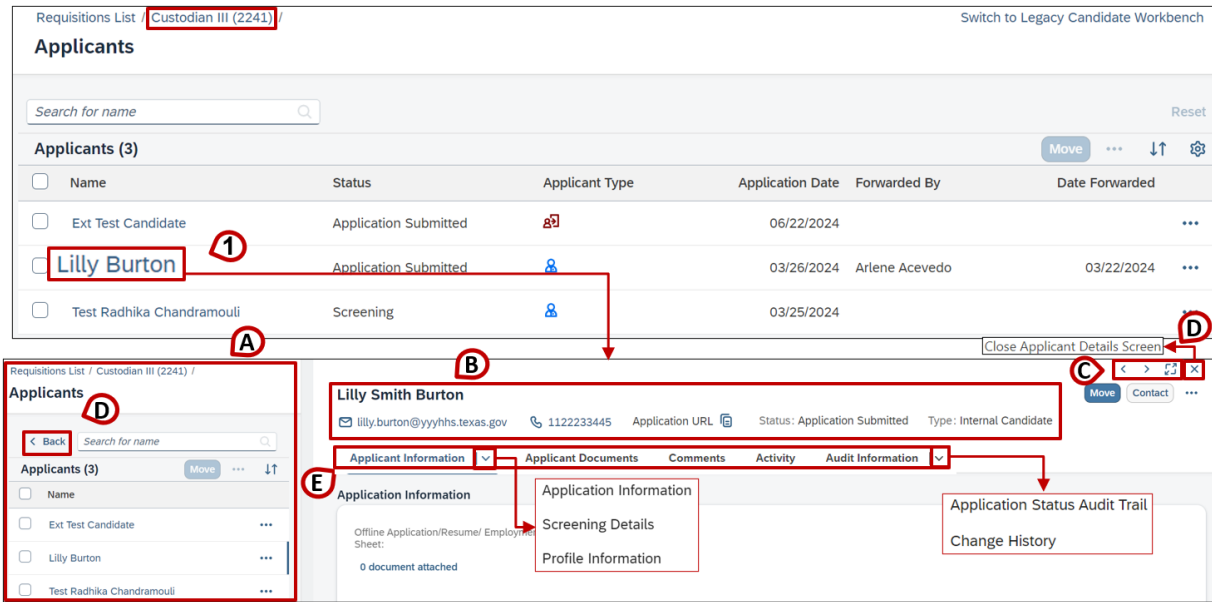 Requisitions List / Custodian III (2241) /
Switch to Legacy Candidate Workbench
Applicants
Search for name
Reset
Applicants (3)
Move
Name Status Applicant Type Application Date Forwarded By Date Forwarded
Ext Test Candidate Application Submitted 06/22/2024
1
Lilly Burton Application Submitted 03/26/2024 Arlene Acevedo 03/22/2024
Test Radhika Chandramouli Screening 03/25/2024
A
D
Close Applicant Details Screen
B
C
Requisitions List / Custodian III (2241) /
Applicants
D
< Back
Search for name
Applicants (3)
Move
Name
Ext Test Candidate
Lilly Burton
Test Radhika Chandramouli
Move
Contact
Lilly Smith Burton
lilly.burton@yyyhhs.texas.gov 1122233445 Application URL Status: Application Submitted Type: Internal Candidate
Applicant Information Applicant Documents Comments Activity Audit Information
E
Application Information
Offline Application/Resume/ Employme
Sheet:
0 document attached
Application Information
Screening Details
Profile Information
Application Status Audit Trail
Change History